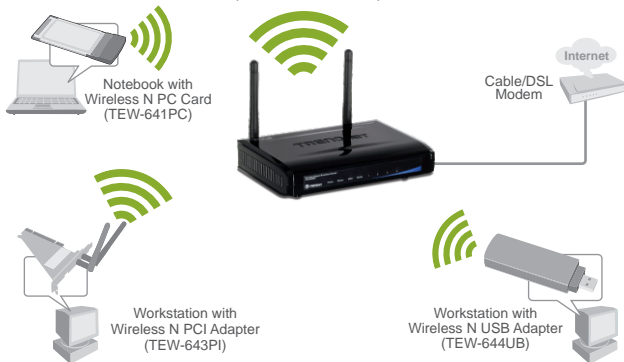 Internet
Cable/DSL
Modem
Notebook with
Wireless N PC Card
(TEW-641PC)
TRENDnet
Workstation with
Wireless N PCI Adapter
(TEW-643PI)
Workstation with
Wireless N USB Adapter
(TEW-644UB)